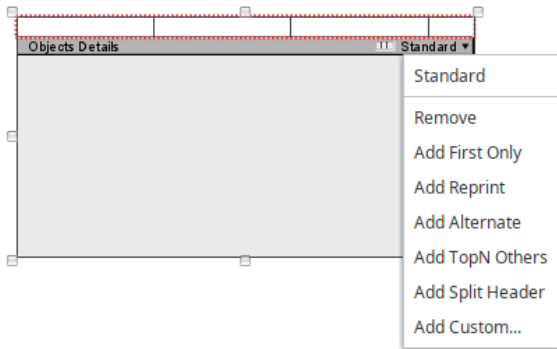 Objects Details
Standard
Standard
Remove
Add First Only
Add Reprint
Add Alternate
Add TopN Others
Add Split Header
Add Custom...